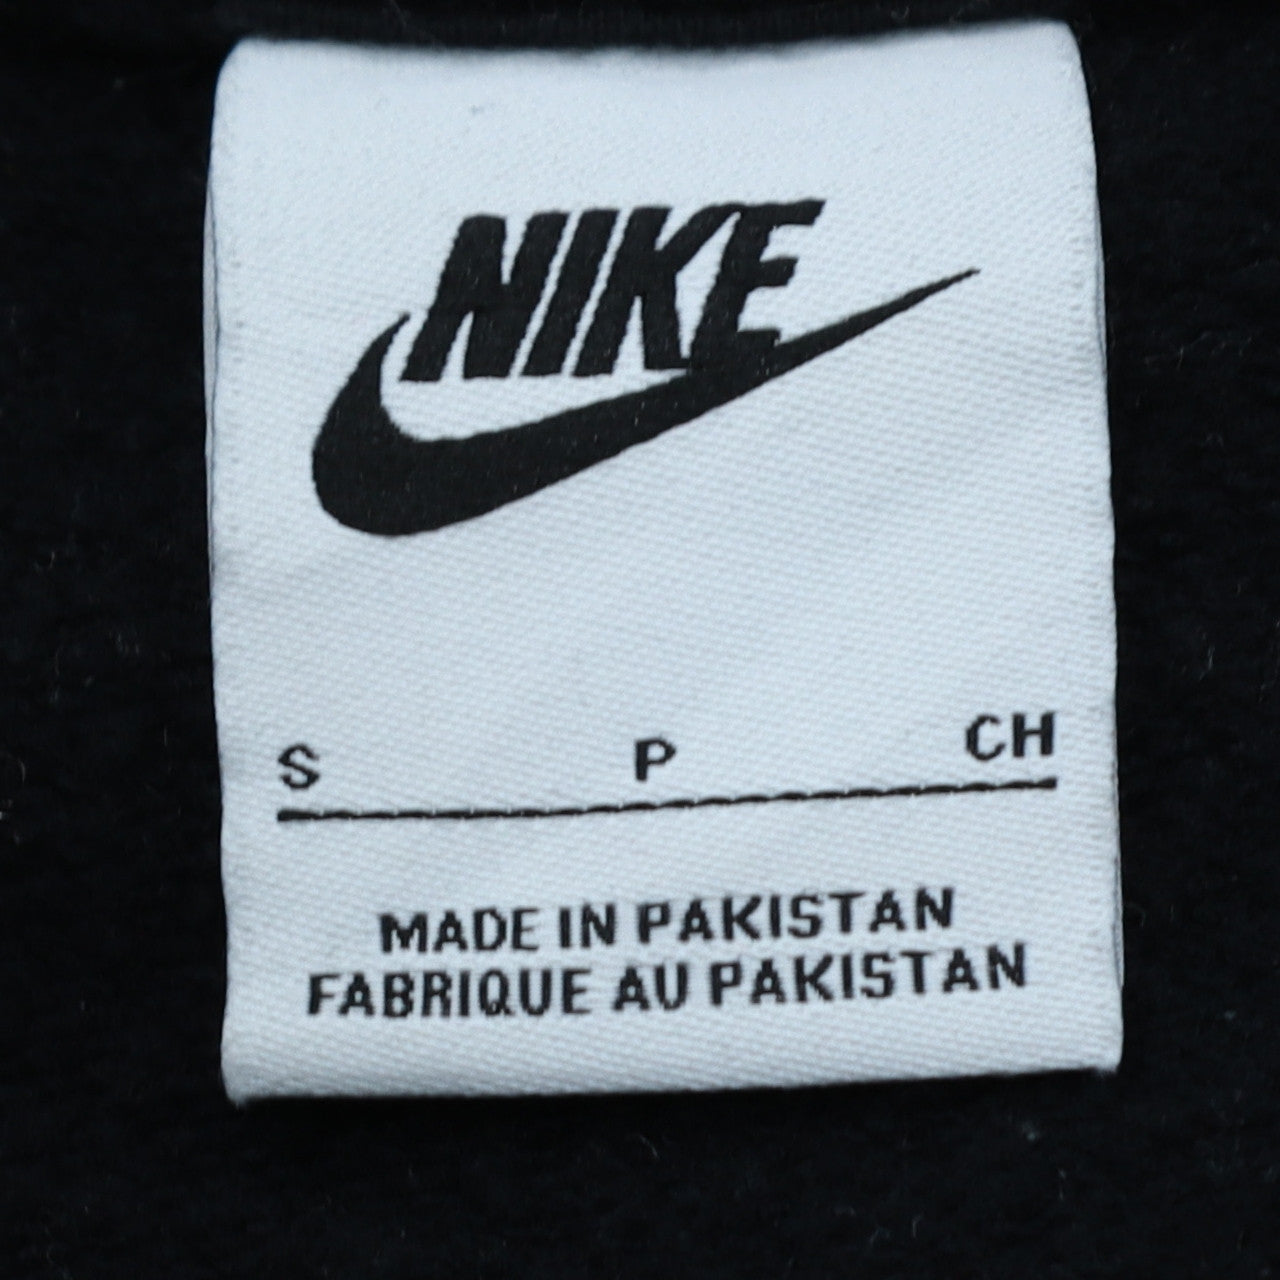 NIKE
S P CH
MADE IN PAKISTAN
FABRIQUE AU PAKISTAN